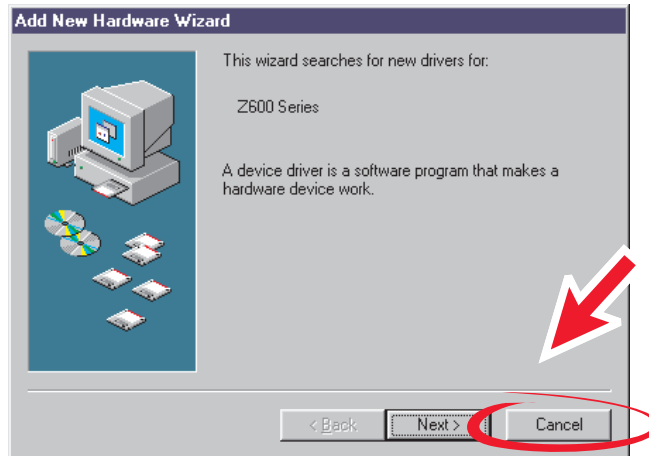 Add New Hardware Wizard
This wizard searches for new drivers for:
Z600 Series
A device driver is a software program that makes a
hardware device work.
< Back
Next >
Cancel